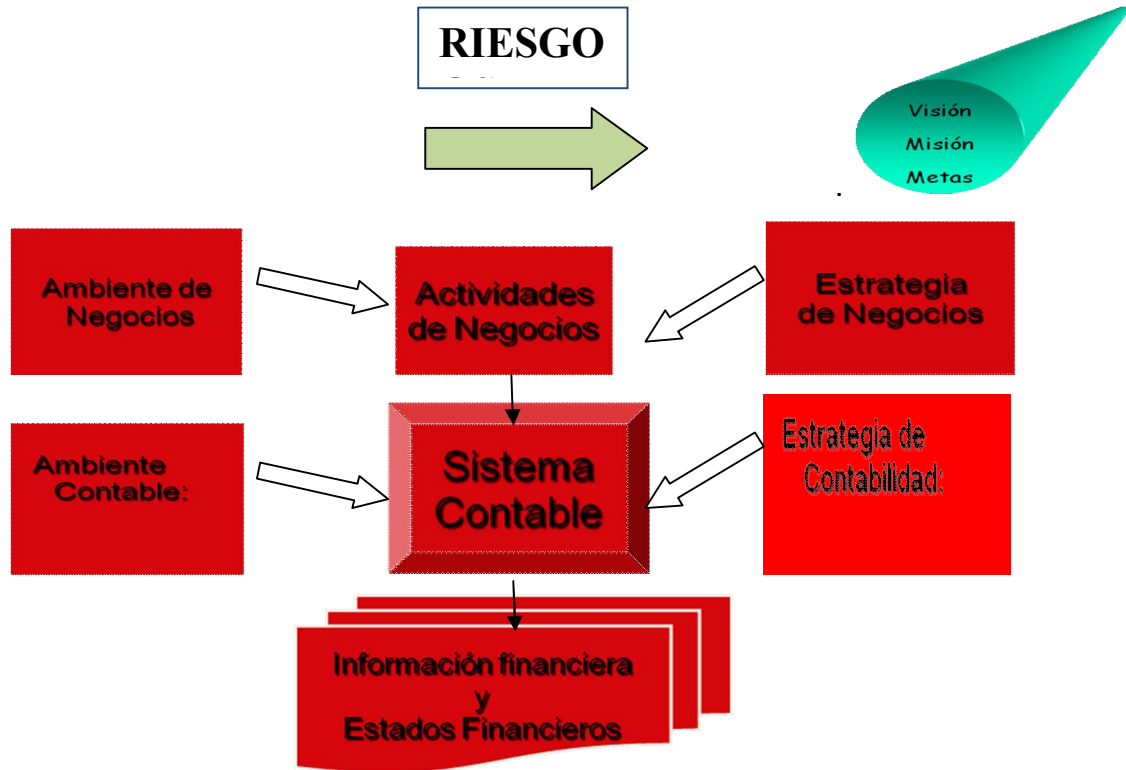 RIESGO
Visión
Misión
Metas
.
Ambiente de
Negocios
Actividades
de Negocios
Estrategia
de Negocios
Ambiente
Contable:
Sistema
Contable
Estrategia de
Contabilidad:
Información financiera
y
Estados Financieros